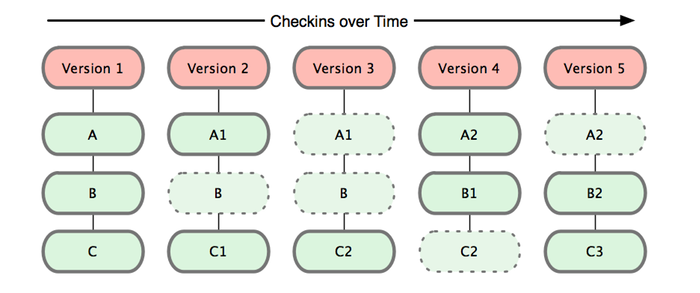 Checkins over Time
Version 1 Version 2 Version 3 Version 4 Version 5
A A1 A1 A2 A2
B B B B1 B2
C C1 C2 C2 C3